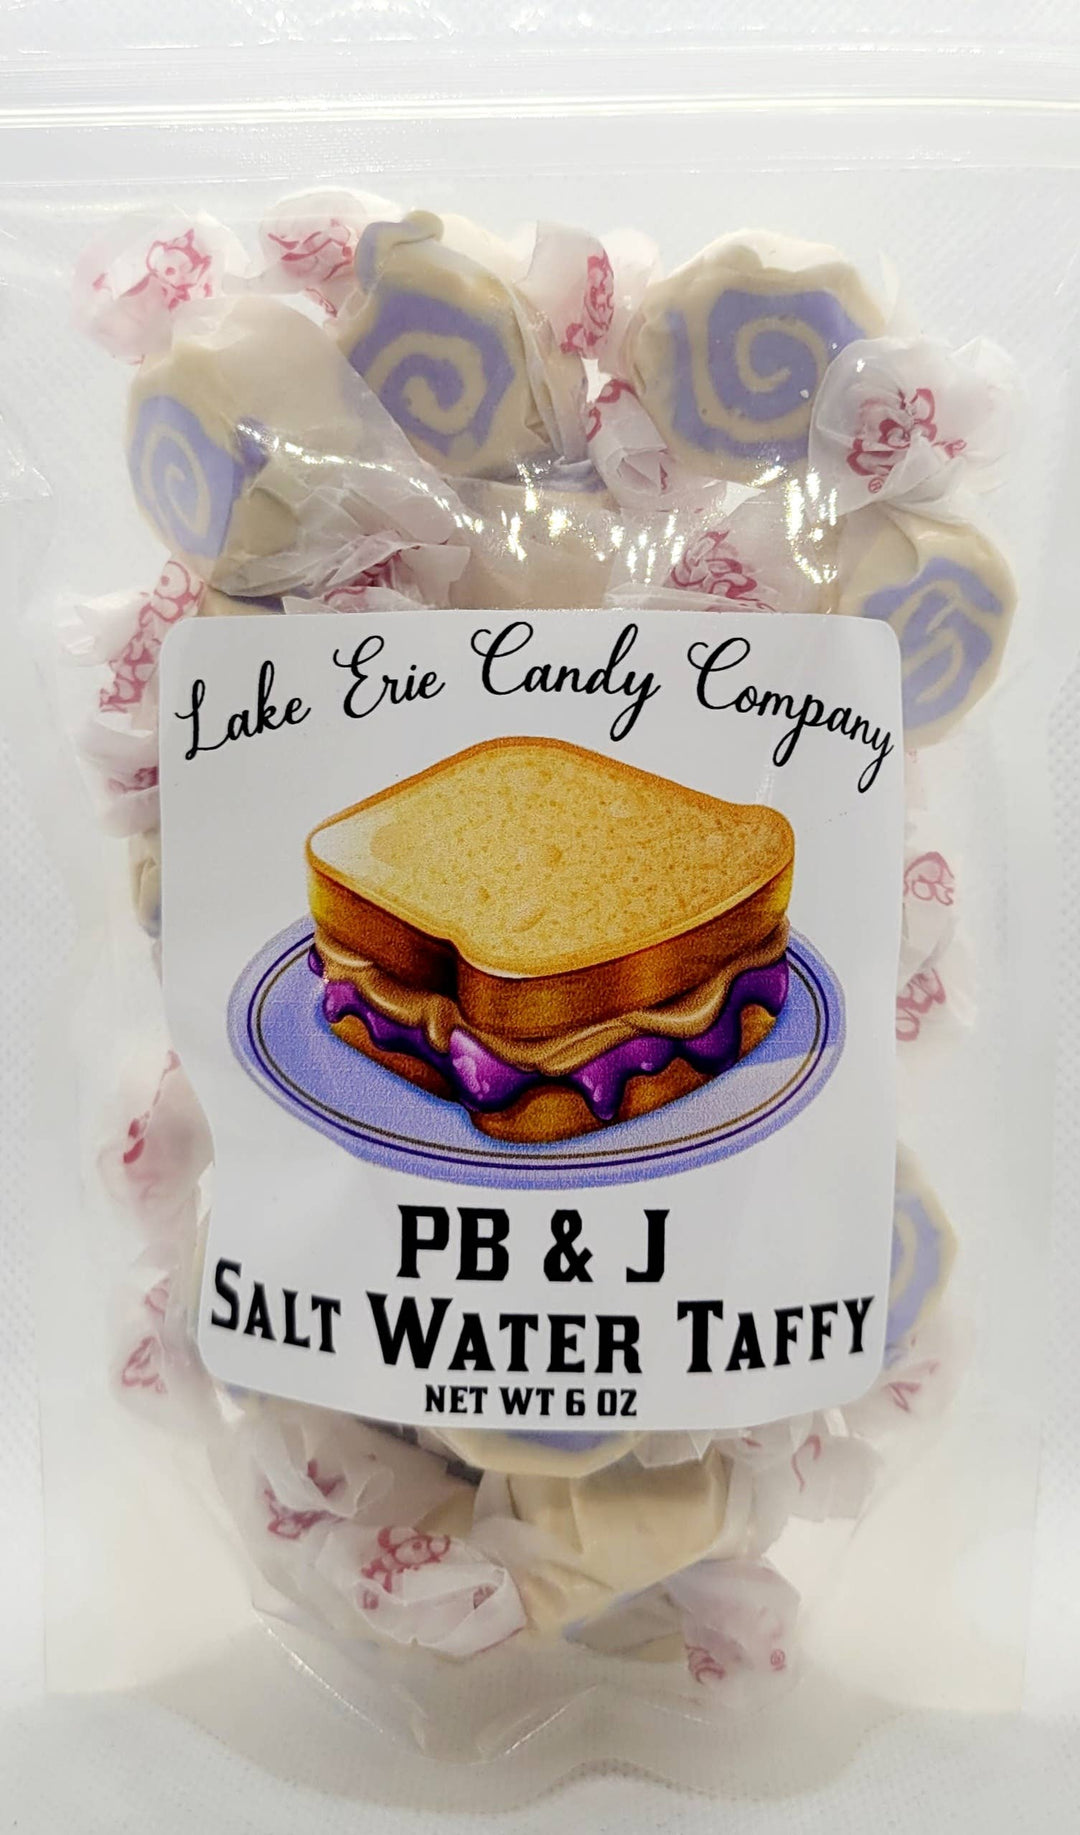 Lake Erie Candy Company
PB & J
Salt Water Taffy
NET WT 6 OZ